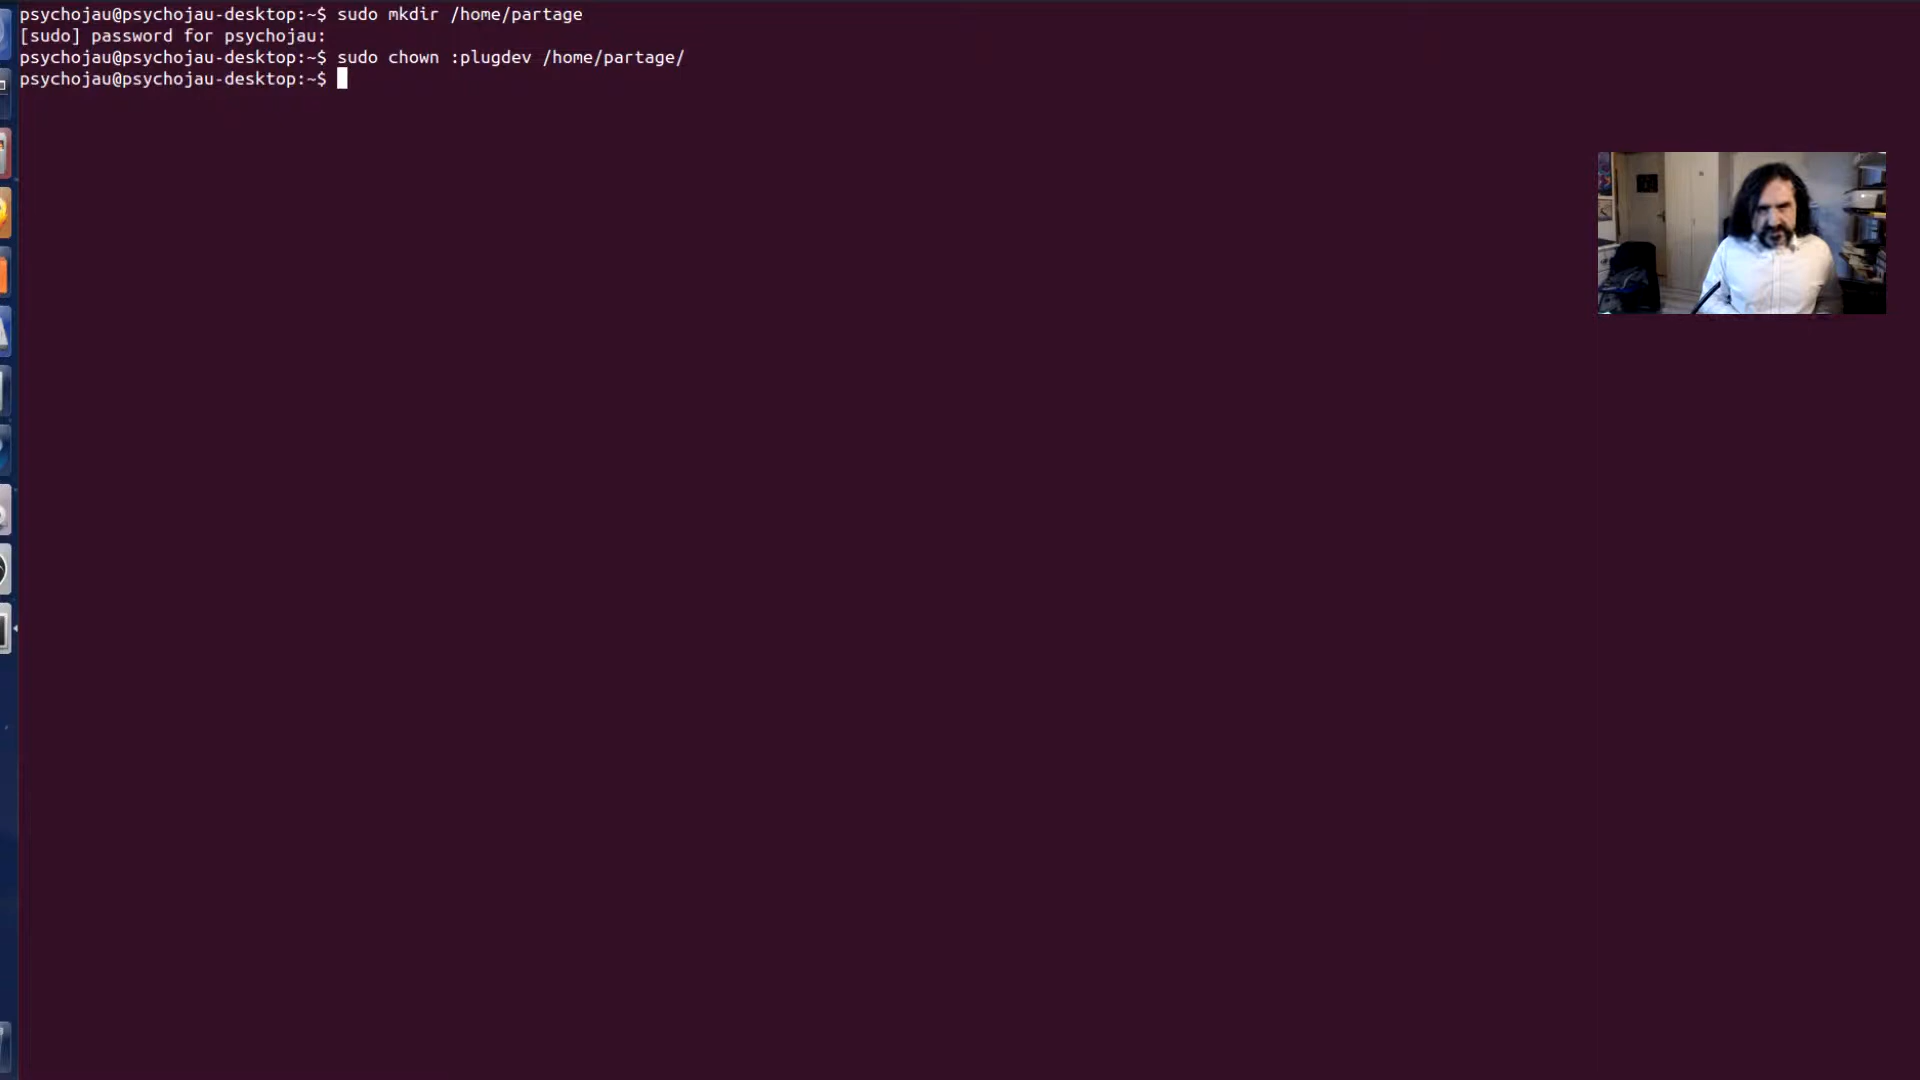 psychojau@psychojau-desktop:~$ sudo mkdir /home/partage
[sudo] password for psychojau:
psychojau@psychojau-desktop:~$ sudo chown :plugdev /home/partage/
psychojau@psychojau-desktop:~$